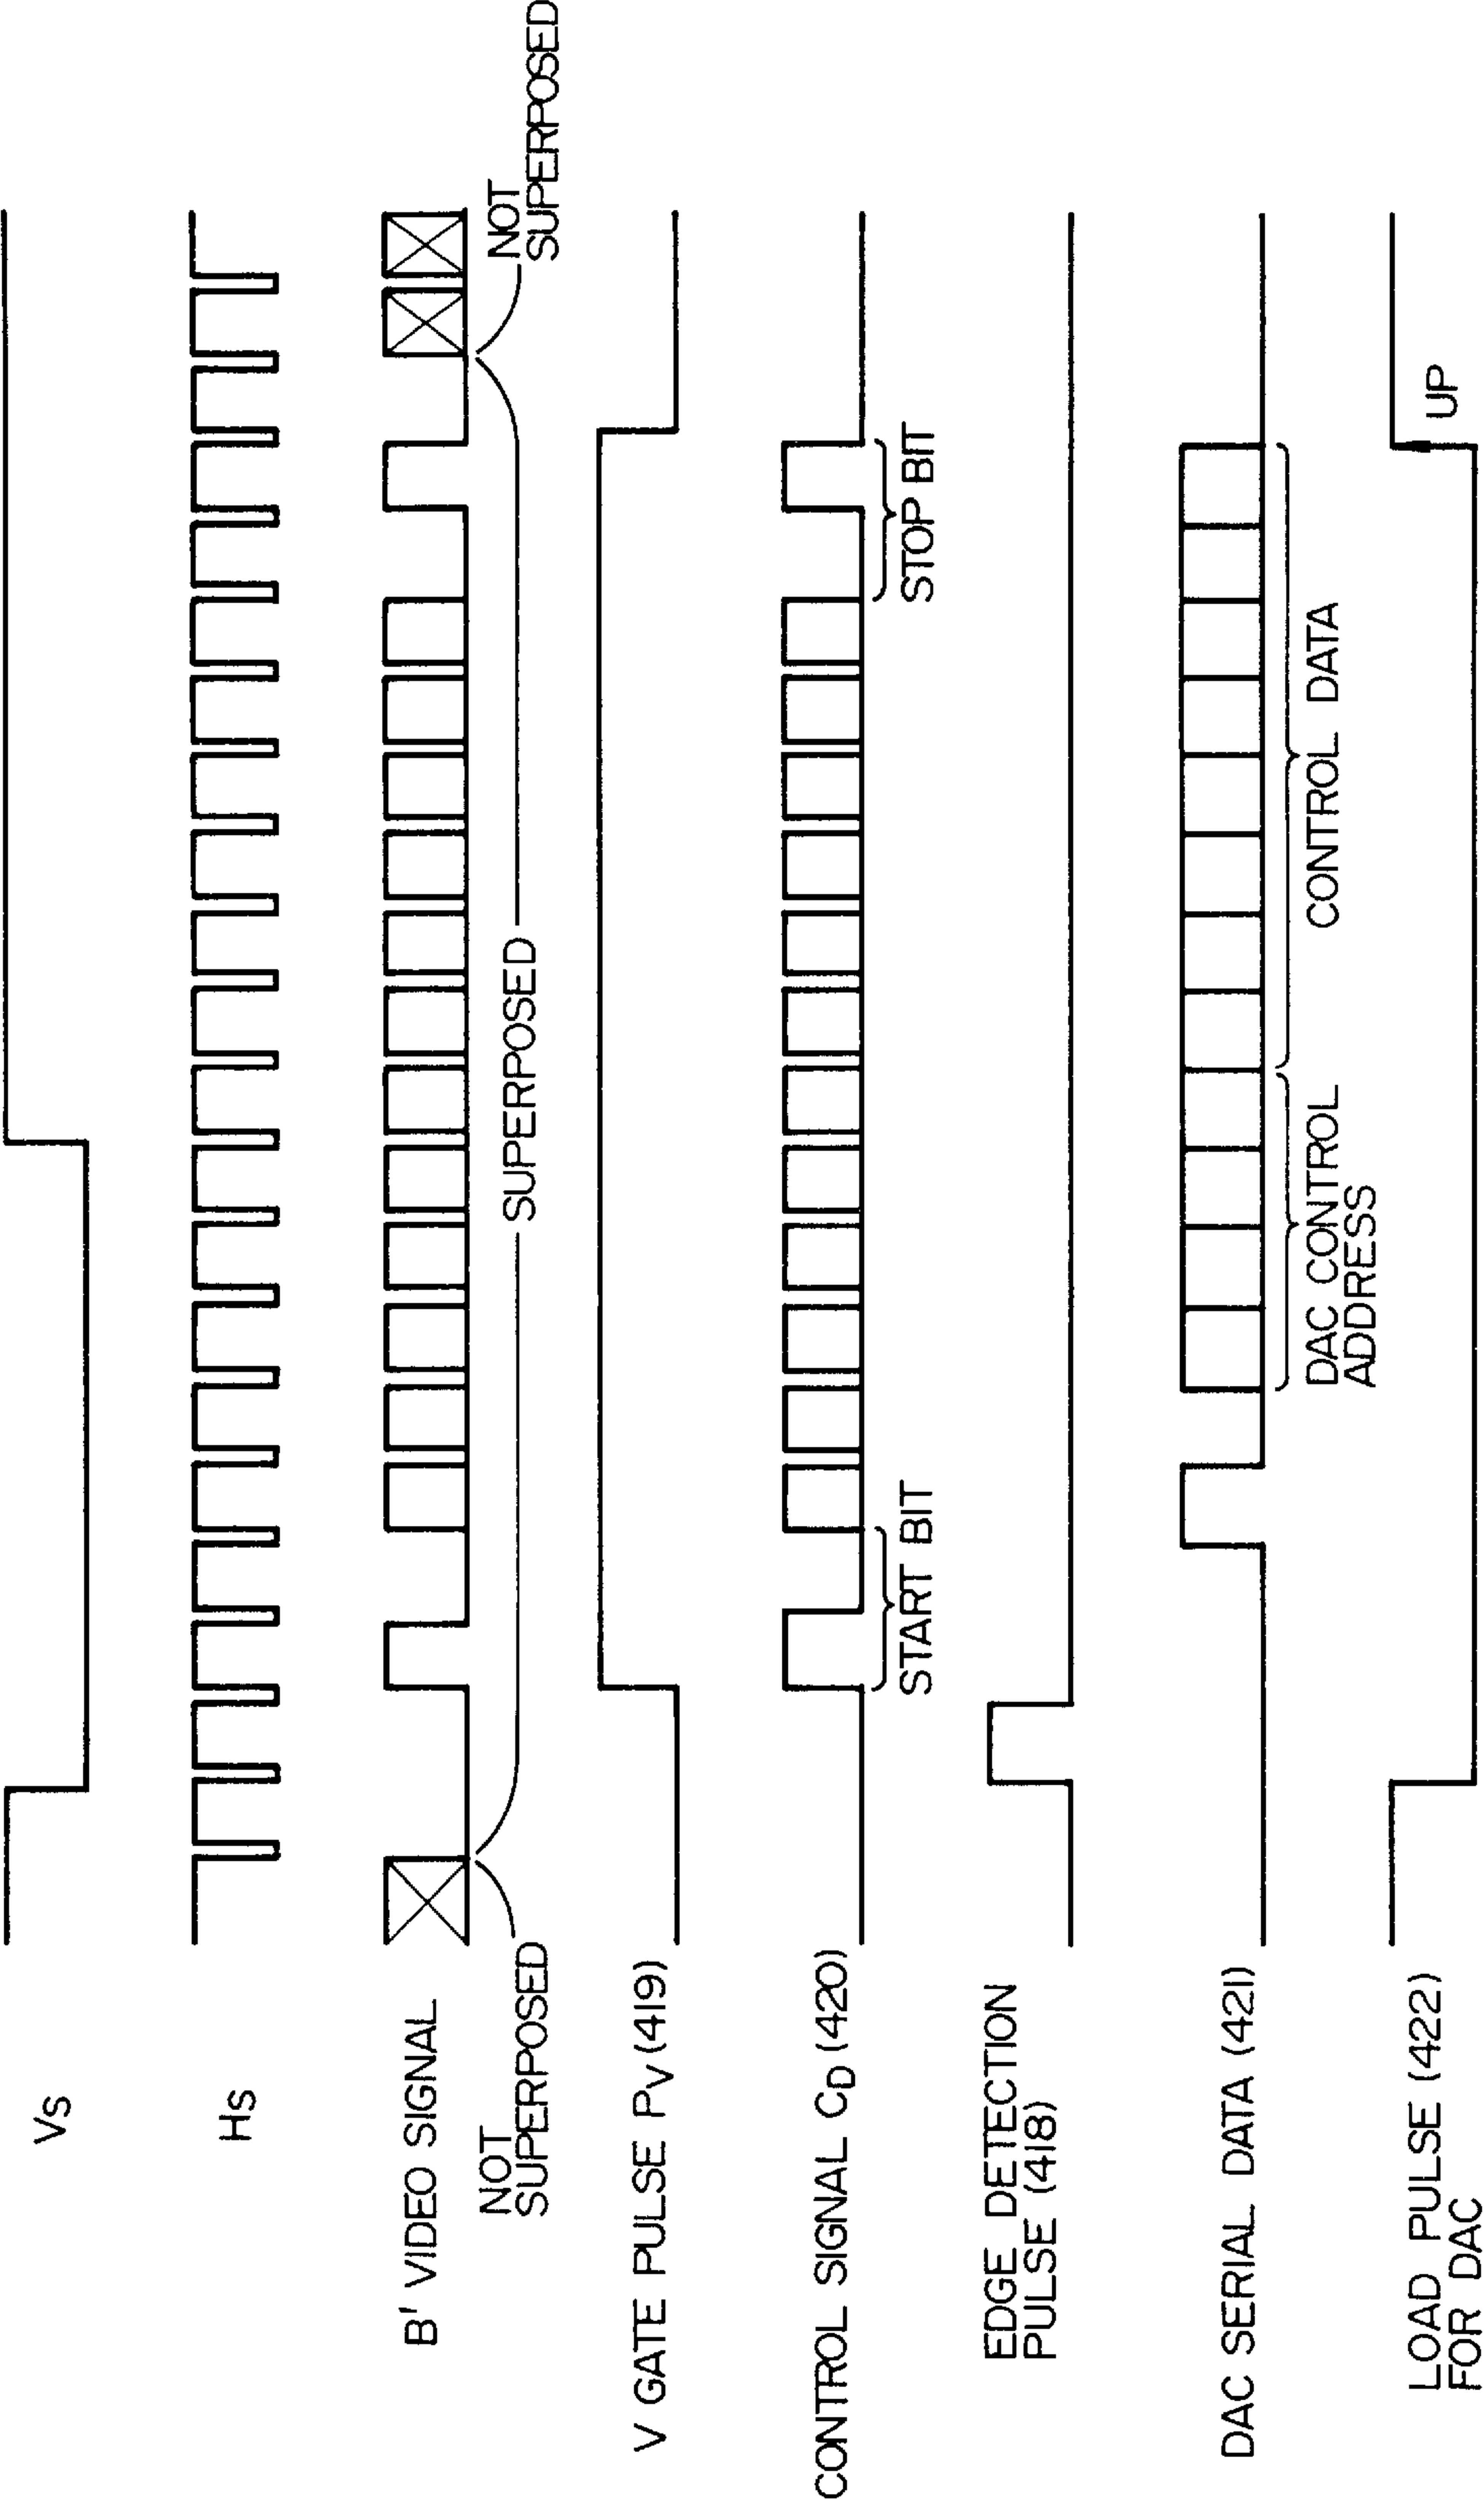 Vs
Hs
B' VIDEO SIGNAL
NOT
SUPERPOSED
SUPERPOSED
NOT
SUPERPOSED
V GATE PULSE PV (419)
CONTROL SIGNAL CD (420)
START BIT
STOP BIT
EDGE DETECTION
PULSE (418)
DAC SERIAL DATA (421)
DAC CONTROL
ADDRESS
CONTROL DATA
LOAD PULSE (422)
FOR DAC
UP